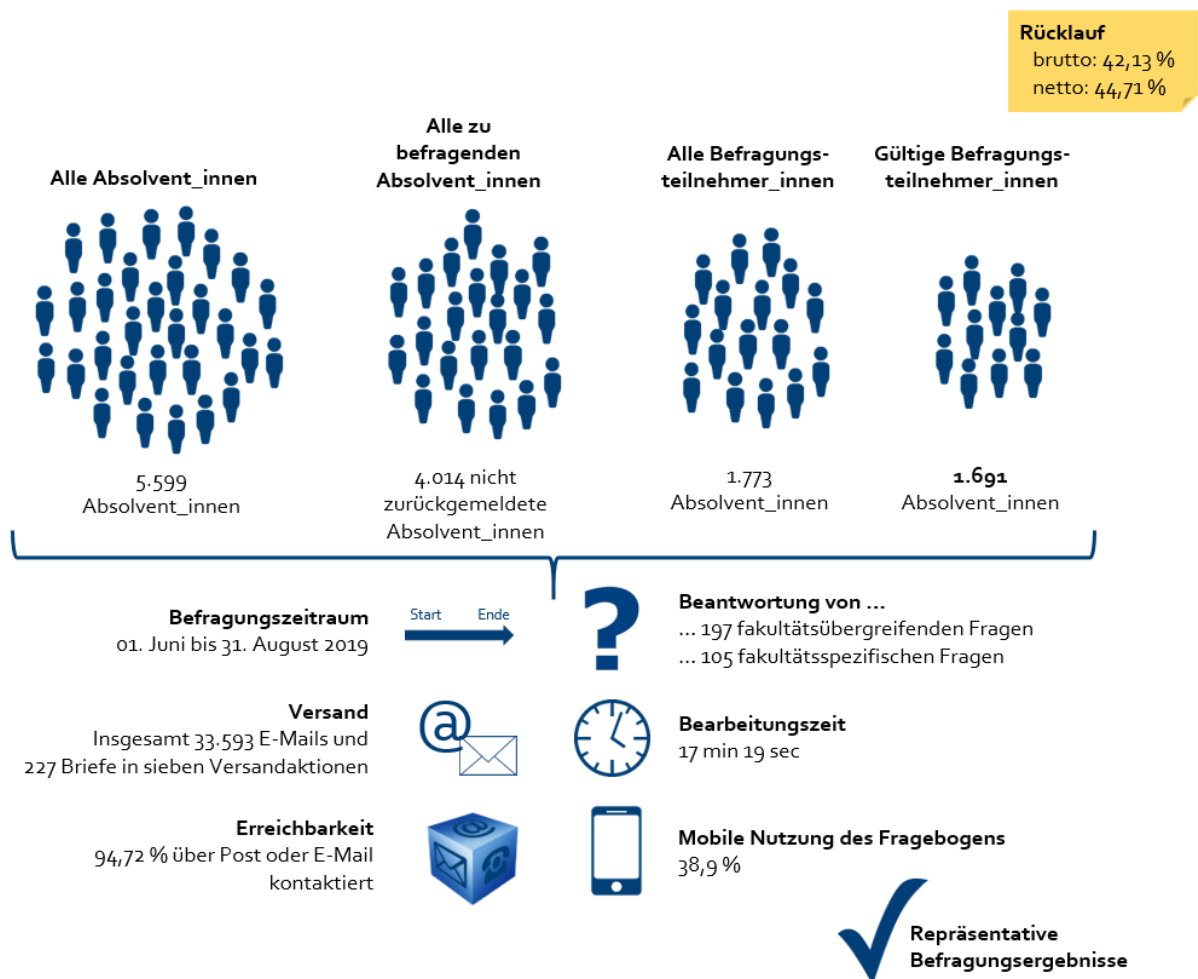 Rücklauf
brutto: 42,13 %
netto: 44,71 %
Alle Absolvent_innen
Alle zu
befragenden
Absolvent_innen
Alle Befragungs-
teilnehmer_innen
Gültige Befragungs-
teilnehmer_innen
5.599
Absolvent_innen
4.014 nicht
zurückgemeldete
Absolvent_innen
1.773
Absolvent_innen
1.691
Absolvent_innen
Befragungszeitraum
01. Juni bis 31. August 2019
Start Ende
?
Beantwortung von ...
... 197 fakultätsübergreifenden Fragen
... 105 fakultätsspezifischen Fragen
Versand
Insgesamt 33.593 E-Mails und
227 Briefe in sieben Versandaktionen
@
Bearbeitungszeit
17 min 19 sec
Erreichbarkeit
94,72 % über Post oder E-Mail
kontaktiert
@
Mobile Nutzung des Fragebogens
38,9 %
Repräsentative
Befragungsergebnisse